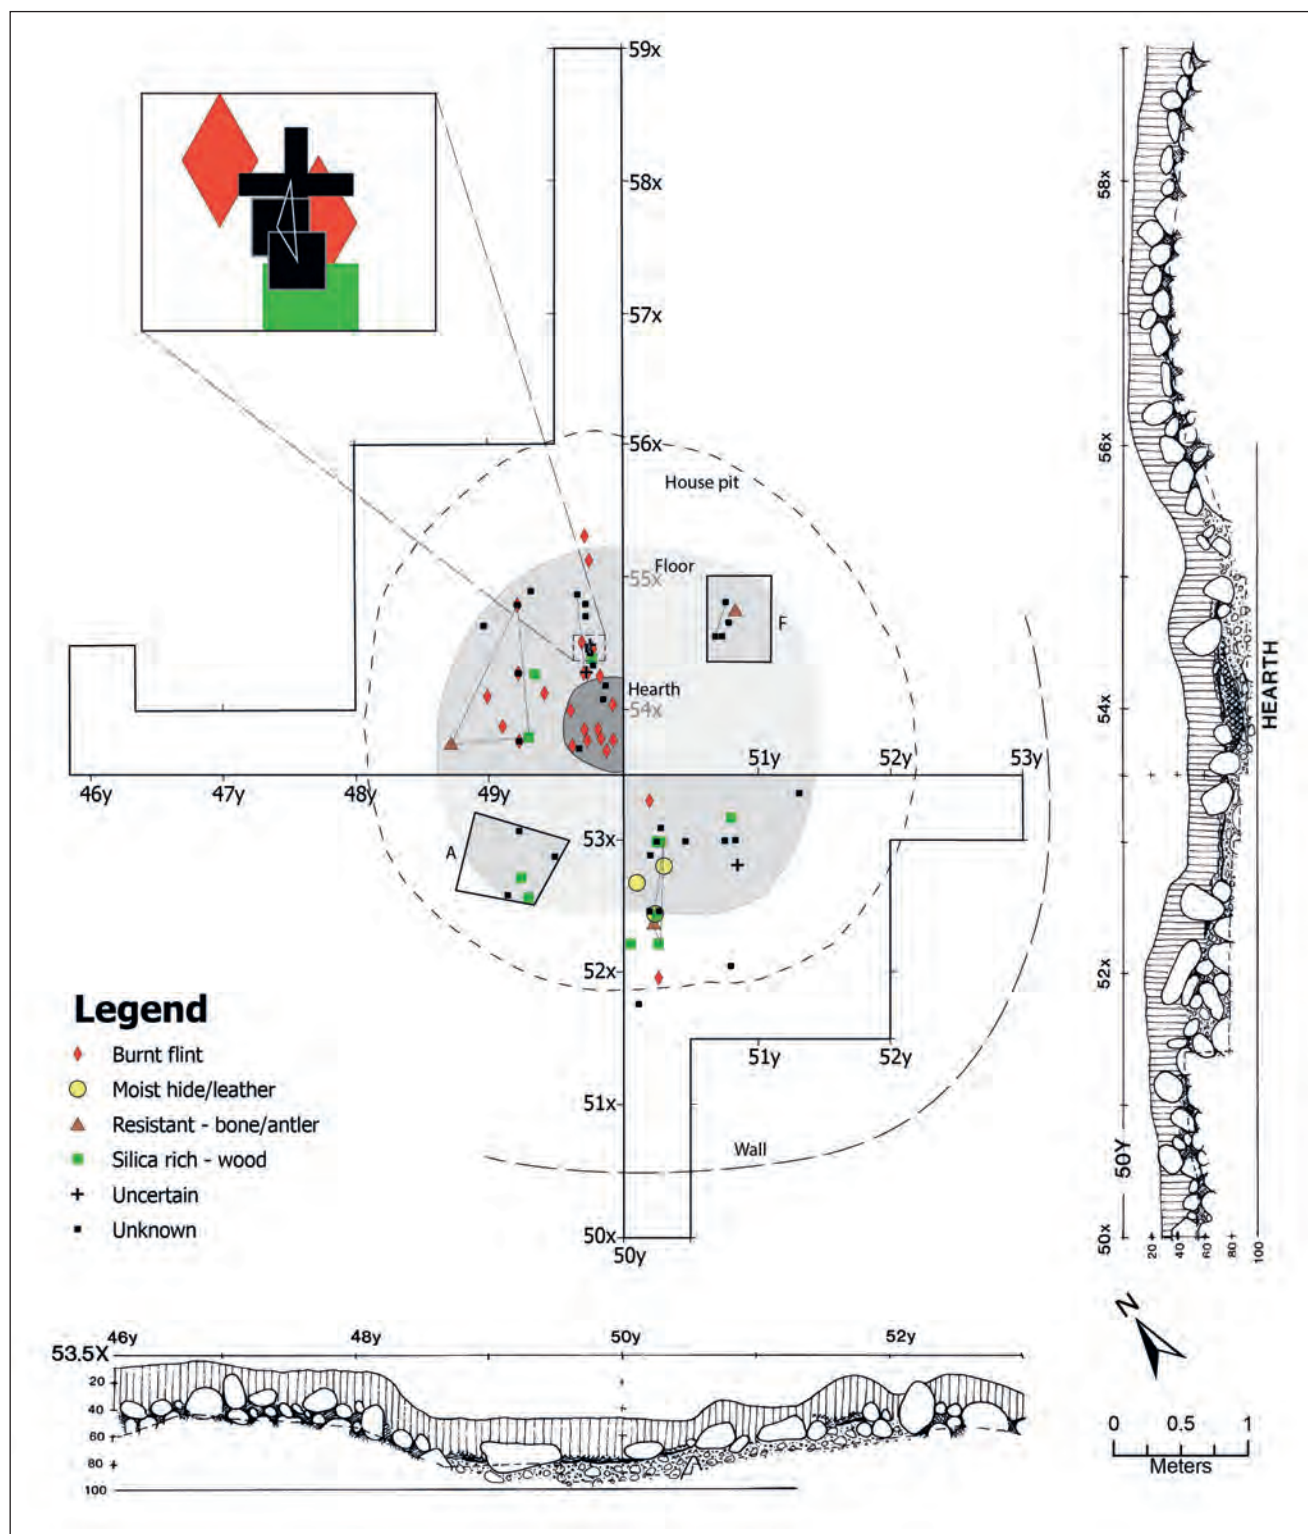 59x
58x
58x
57x
56x
56x
House pit
Floor
55x
F
Hearth
54x
54x
HEARTH
51y
52y
53y
46y
47y
48y
49y
53x
A
52x
52x
Legend
Burnt flint
Moist hide/leather
Resistant - bone/antler
Silica rich - wood
Uncertain
Unknown
51y
52y
51x
Wall
50Y
50x
50y
50x
20
40
60
80
100
N
46y
48y
50y
52y
53.5X
20
40
60
80
100
0
0.5
1
Meters